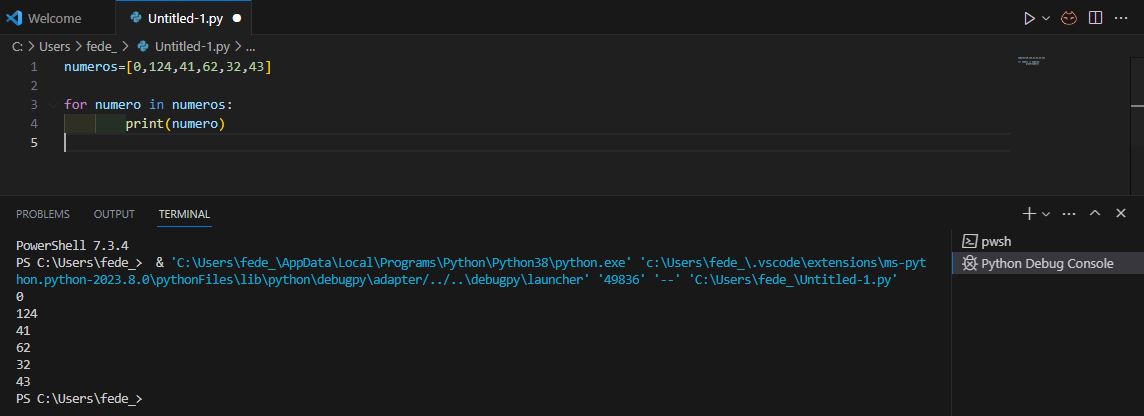 Welcome
Untitled-1.py
C: > Users > fede_ > Untitled-1.py > ...
1 numeros=[0,124,41,62,32,43]
2
3 for numero in numeros:
4 print(numero)
5
PROBLEMS OUTPUT TERMINAL
PowerShell 7.3.4
PS C:\Users\fede_>  & 'C:\Users\fede_\AppData\Local\Programs\Python\Python38\python.exe' 'c:\Users\fede_\.vscode\extensions\ms-pyt
hon.python-2023.8.0\pythonFiles\lib\python\debugpy\adapter/../..\debugpy\launcher' '49836' '--' 'C:\Users\fede_\Untitled-1.py'
0
124
41
62
32
43
PS C:\Users\fede_>
pwsh
Python Debug Console